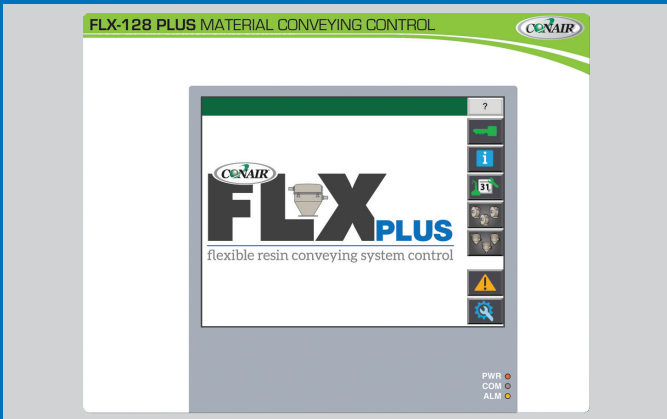 FLX-128 PLUS MATERIAL CONVEYING CONTROL
CONAIR
?
i
31
CONAIR
FLX
PLUS
flexible resin conveying system control
PWR
COM
ALM